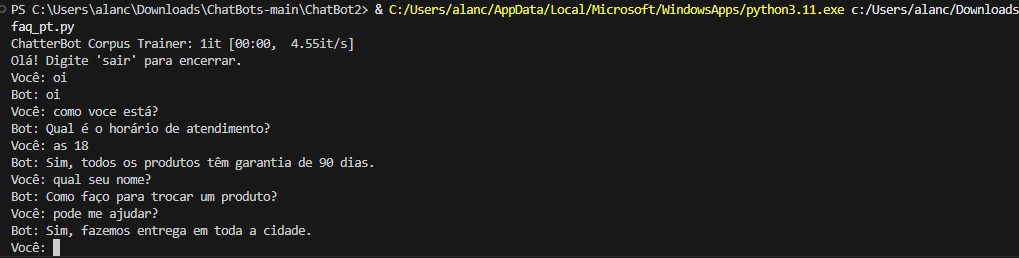 PS C:\Users\alanc\Downloads\ChatBots-main\ChatBot2> & C:/Users/alanc/AppData/Local/Microsoft/WindowsApps/python3.11.exe c:/Users/alanc/Downloads
faq_pt.py
ChatterBot Corpus Trainer: 1it [00:00,  4.55it/s]
Olá! Digite 'sair' para encerrar.
Você: oi
Bot: oi
Você: como voce está?
Bot: Qual é o horário de atendimento?
Você: as 18
Bot: Sim, todos os produtos têm garantia de 90 dias.
Você: qual seu nome?
Bot: Como faço para trocar um produto?
Você: pode me ajudar?
Bot: Sim, fazemos entrega em toda a cidade.
Você: